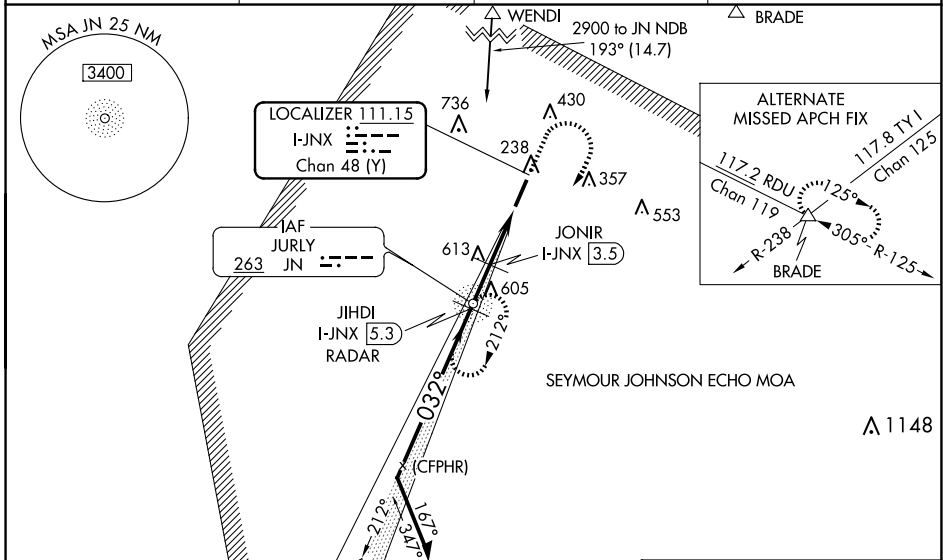 WENDI
BRADE
MSA JN 25 NM
3400
2900 to JN NDB
193° (14.7)
LOCALIZER 111.15
I-JNX
Chan 48 (Y)
736
430
238
357
553
ALTERNATE
MISSED APCH FIX
117.8 TYI
Chan 125
117.2 RDU
Chan 119
125°
305°
R-125
R-238
BRADE
IAF
JURLY
263 JN
613
JONIR
I-JNX 3.5
605
JIHDI
I-JNX 5.3
RADAR
212°
032°
SEYMOUR JOHNSON ECHO MOA
1148
(CFPHR)
212°
347°
167°